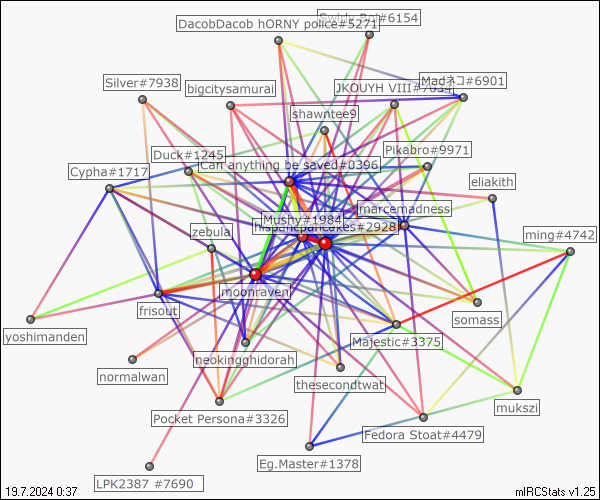 DacobDacob hORNY police#5271
Swirly Boi#6154
Silver#7938
bigcitysamurai
JKOUYH VIII#7034
Madネコ#6901
shawntee9
Duck#1245
Can anything be saved#0396
Pikabro#9971
Cypha#1717
eliakith
Mushy#1984
marcemadness
hispanicpancakes#2928
zebula
ming#4742
moonraven
frisout
somass
yoshimanden
neokingghidorah
Majestic#3375
normalwan
thesecondtwat
mukszi
Pocket Persona#3326
Fedora Stoat#4479
Eg.Master#1378
LPK2387 #7690
19.7.2024 0:37
mIRCStats v1.25